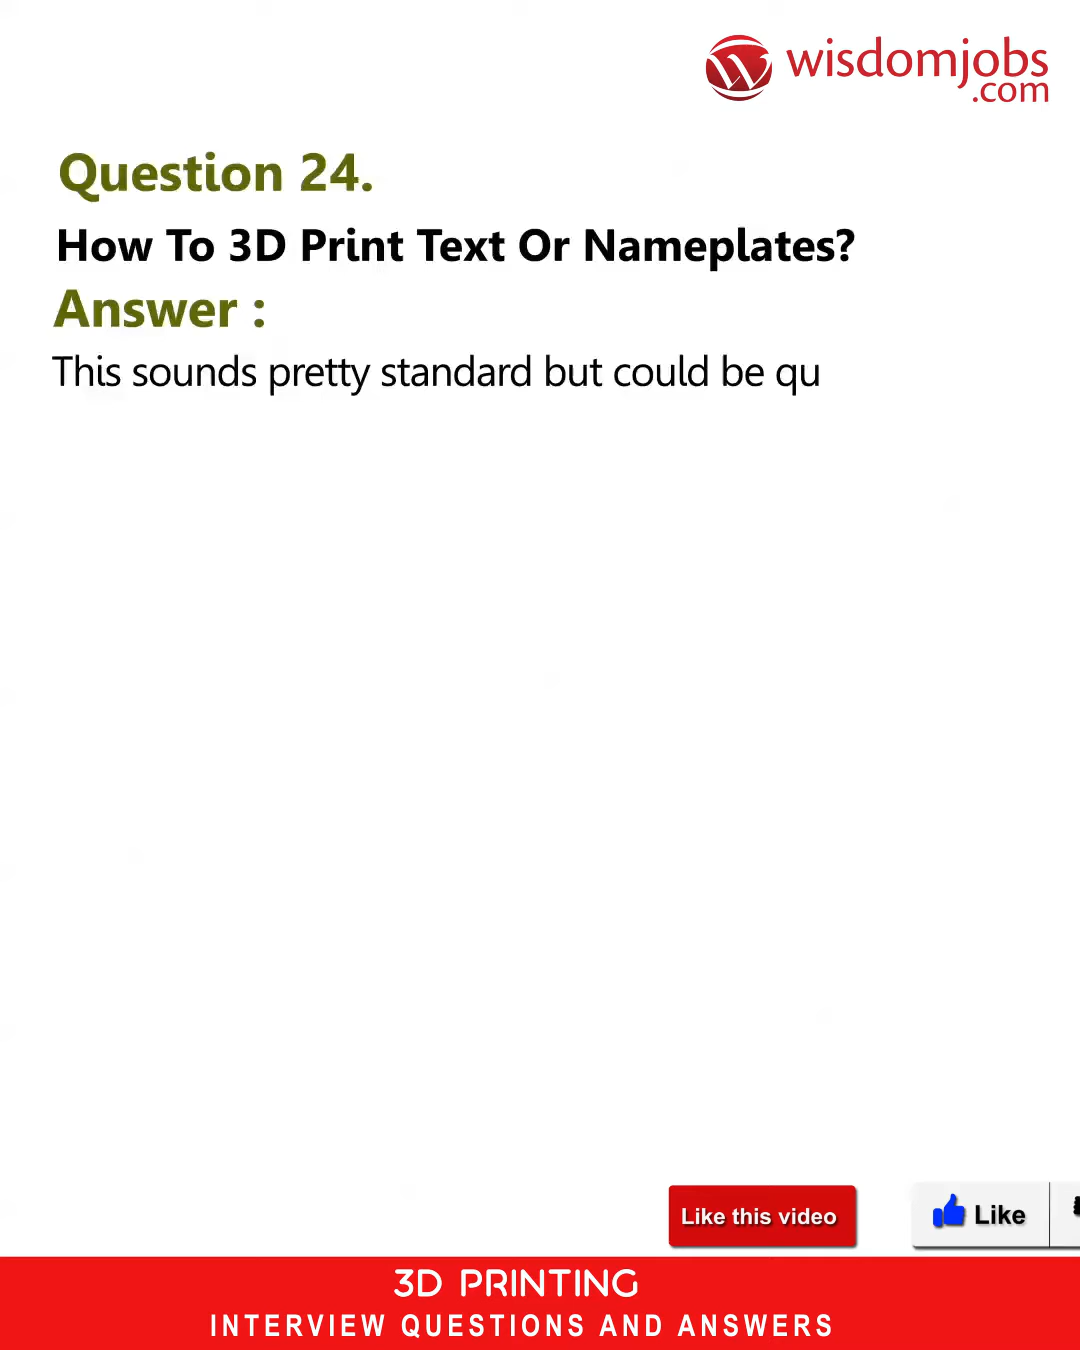 wisdomjobs
.com
Question 24.
How To 3D Print Text Or Nameplates?
Answer :
This sounds pretty standard but could be qu
Like this video
Like
3D PRINTING
INTERVIEW QUESTIONS AND ANSWERS